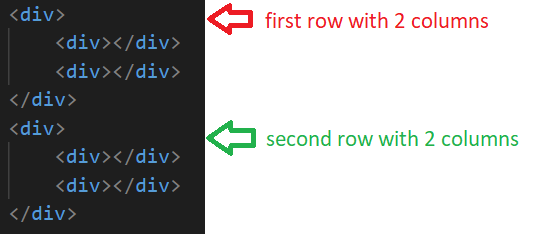 <div> first row with 2 columns
    <div></div>
    <div></div>
</div>
<div> second row with 2 columns
    <div></div>
    <div></div>
</div>